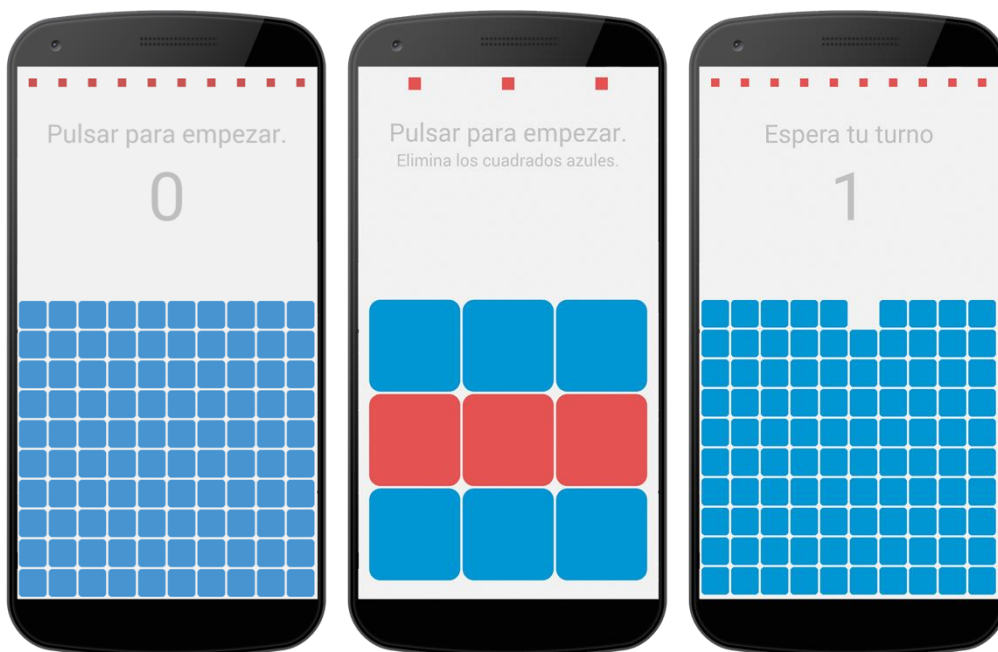 Pulsar para empezar.
0
Pulsar para empezar.
Elimina los cuadrados azules.
Espera tu turno
1